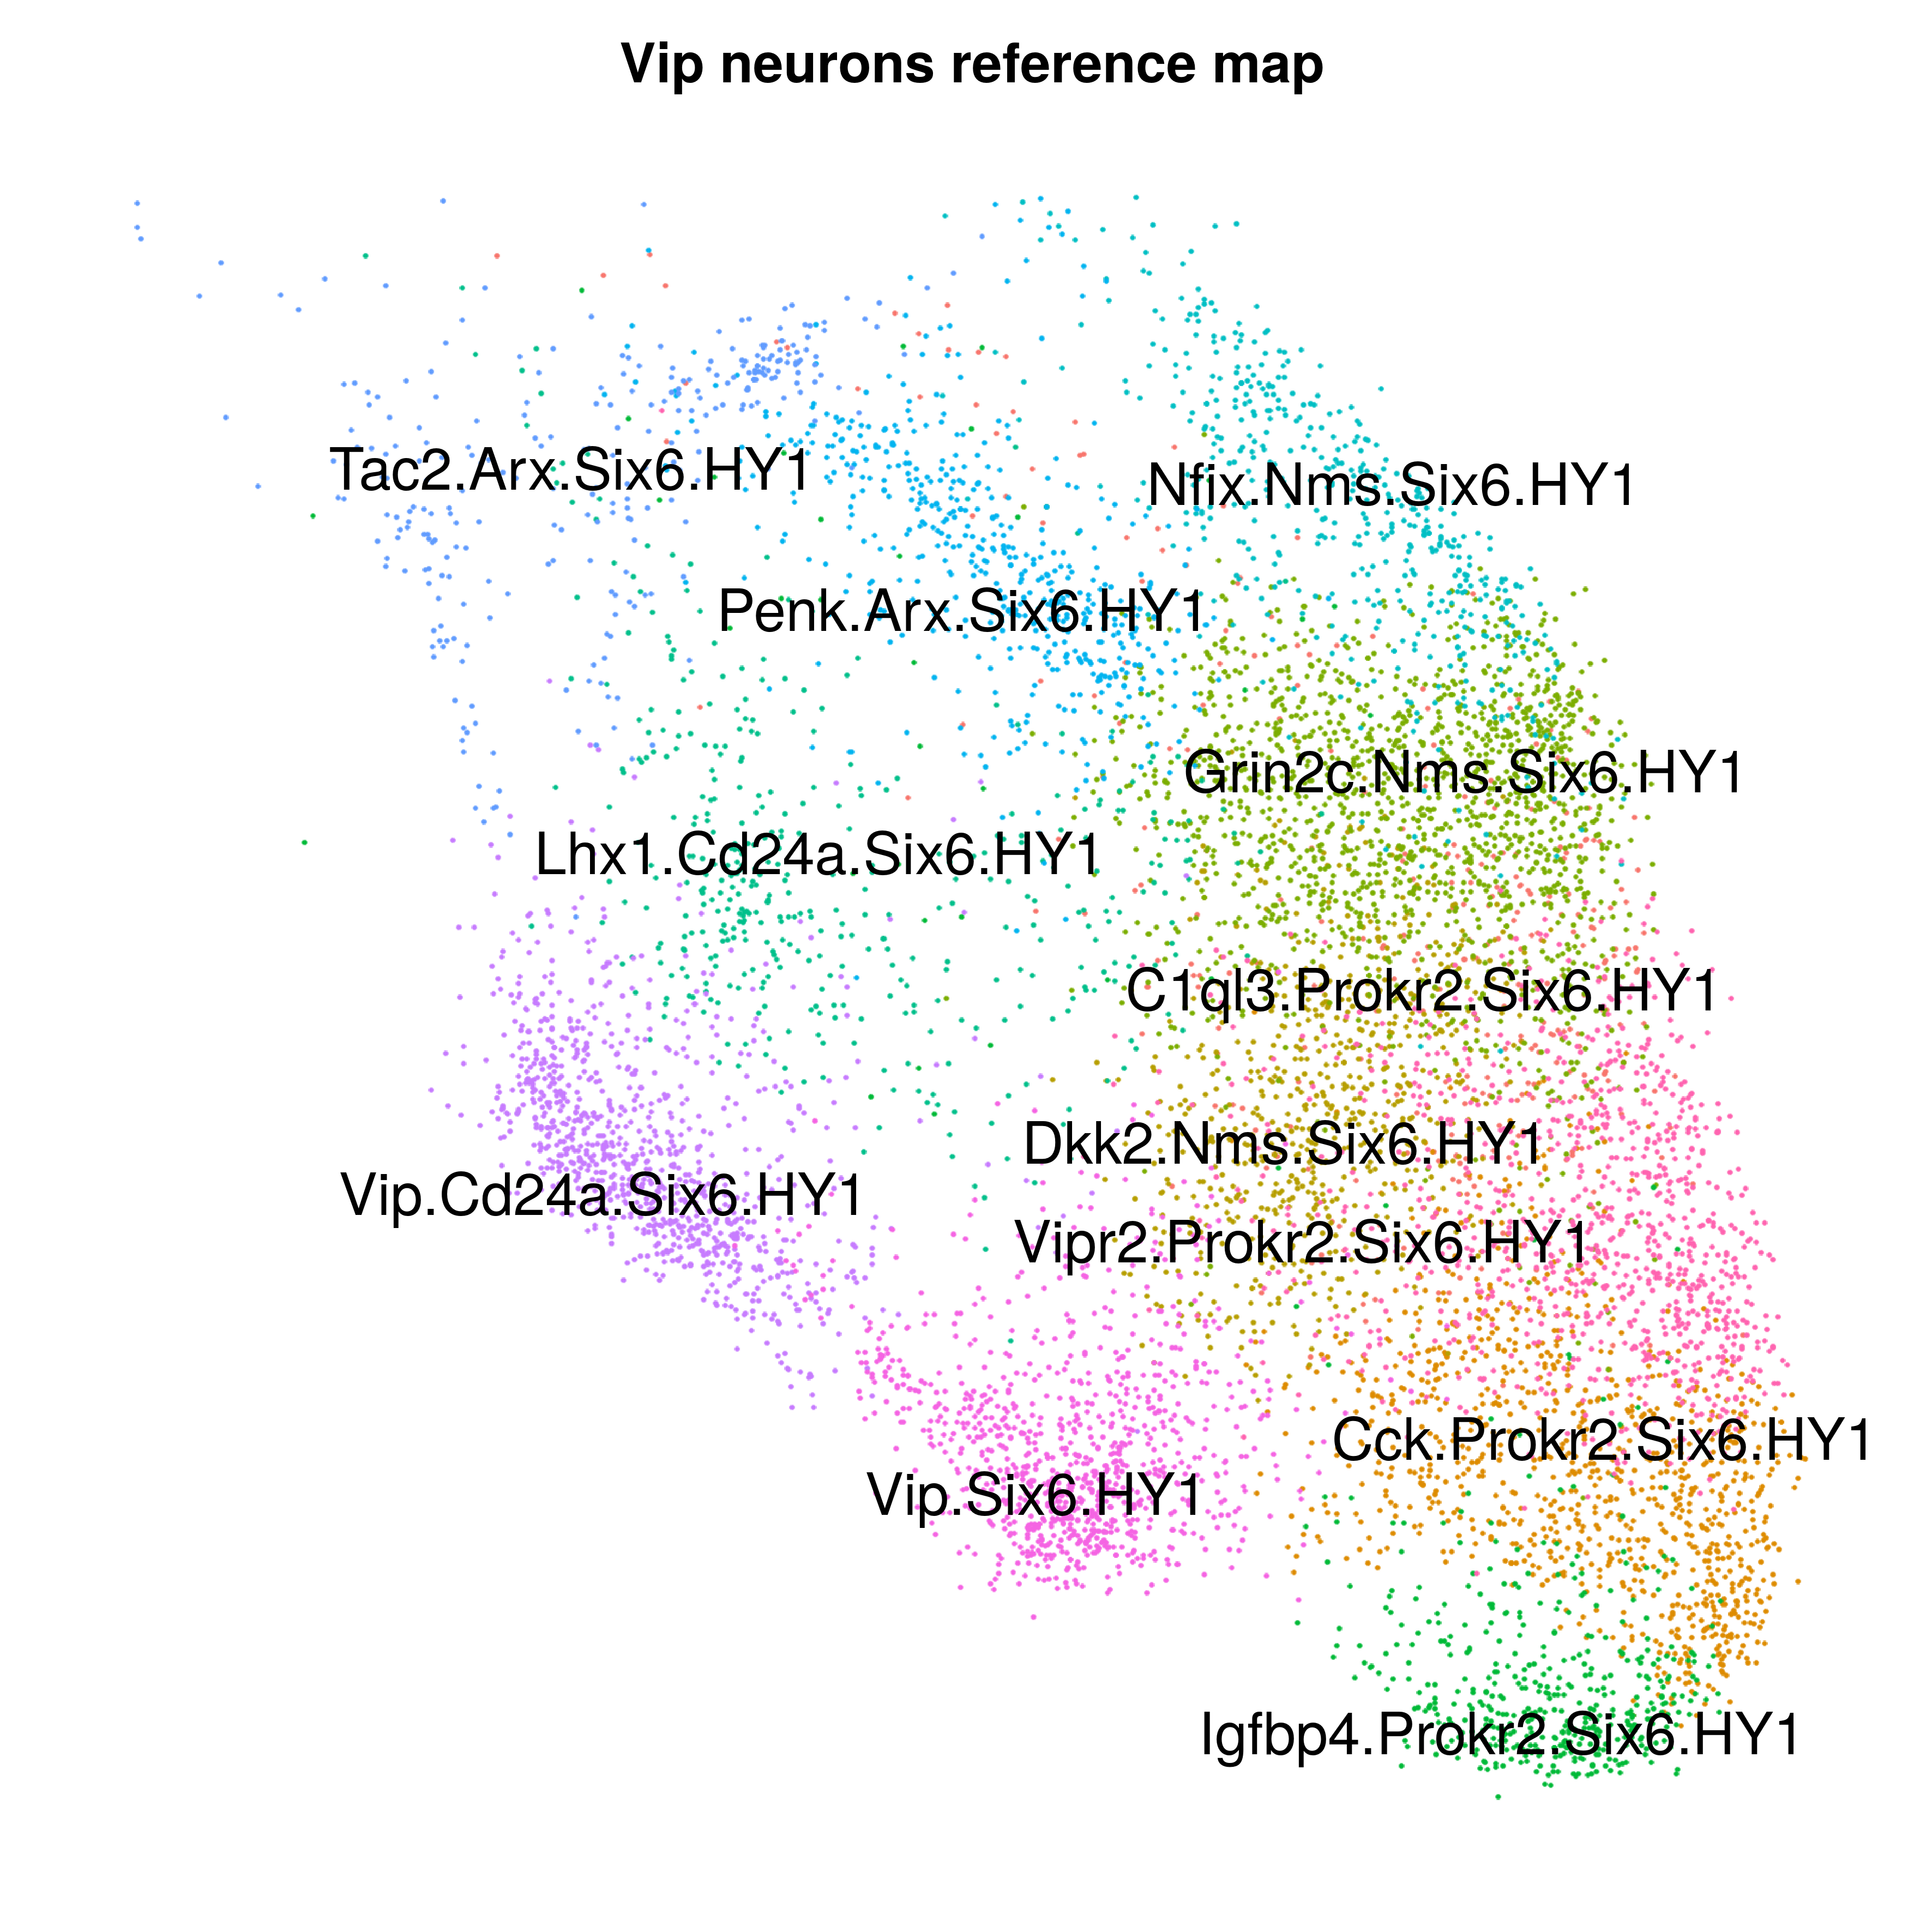 Vip neurons reference map
Tac2.Arx.Six6.HY1
Nfix.Nms.Six6.HY1
Penk.Arx.Six6.HY1
Grin2c.Nms.Six6.HY1
Lhx1.Cd24a.Six6.HY1
C1ql3.Prokr2.Six6.HY1
Dkk2.Nms.Six6.HY1
Vip.Cd24a.Six6.HY1
Vipr2.Prokr2.Six6.HY1
Cck.Prokr2.Six6.HY1
Vip.Six6.HY1
Igfbp4.Prokr2.Six6.HY1